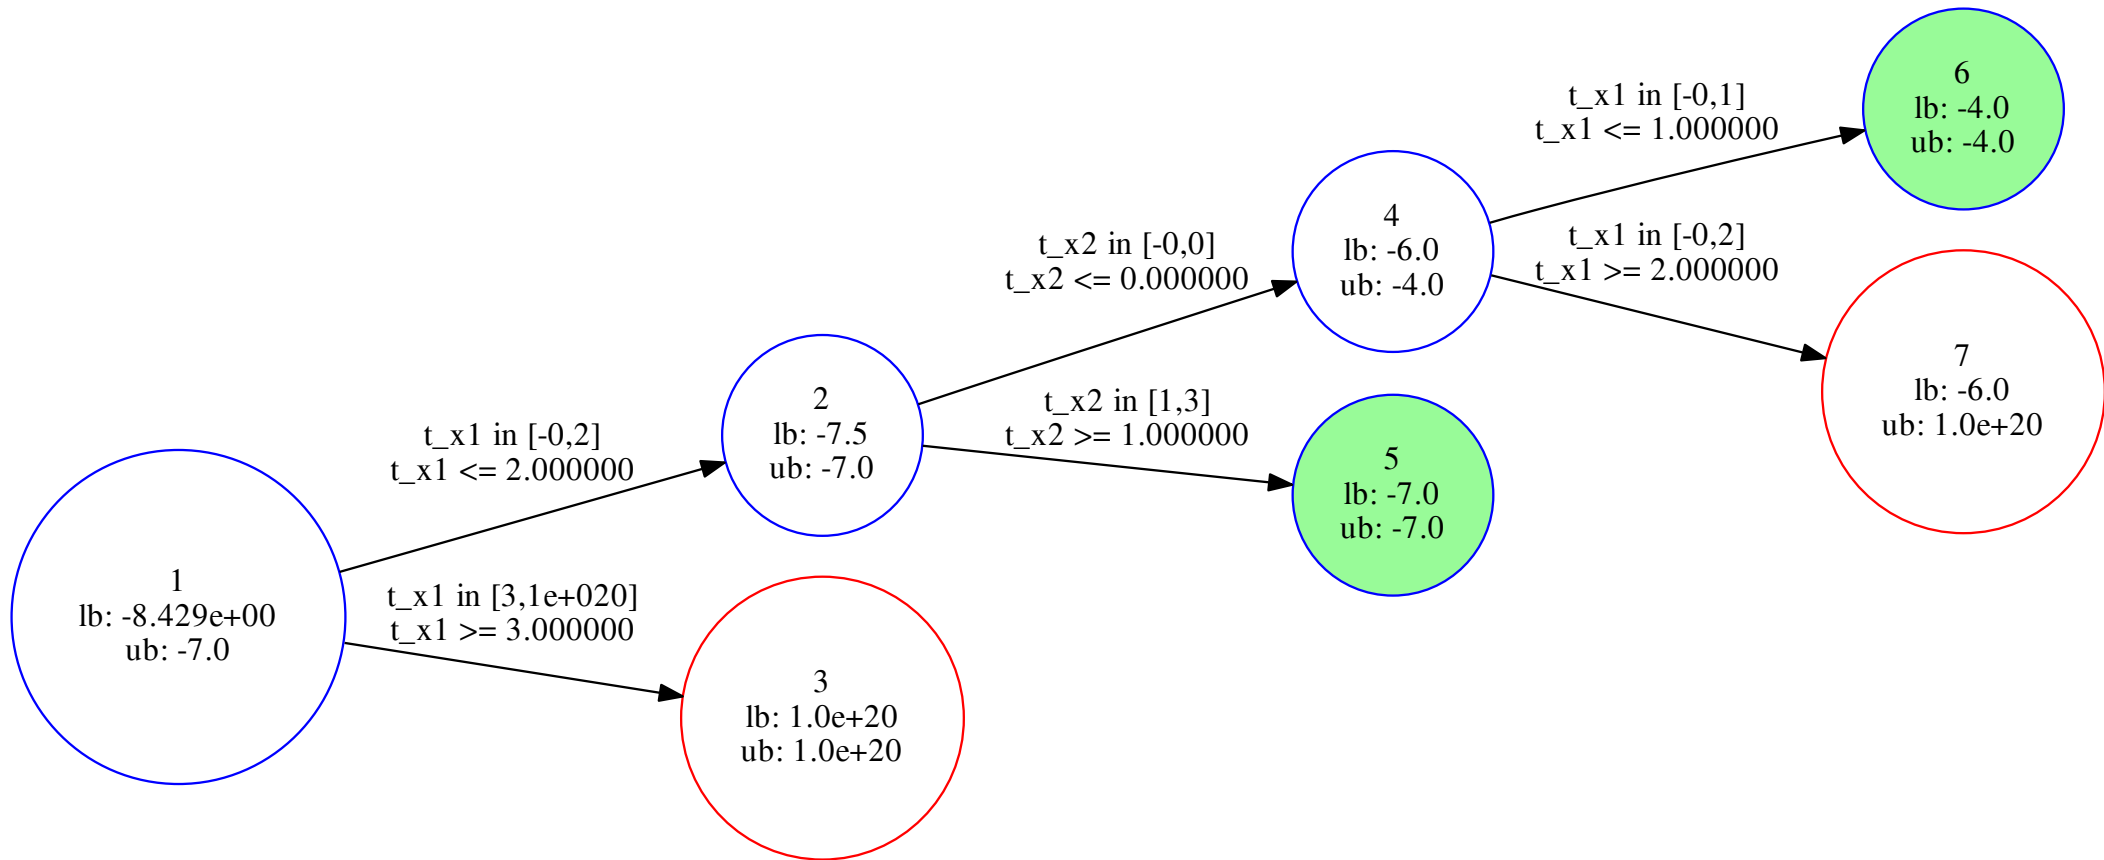 1
lb: -8.429e+00
ub: -7.0
t_x1 in [-0,2]
t_x1 <= 2.000000
t_x1 in [3,1e+020]
t_x1 >= 3.000000
2
lb: -7.5
ub: -7.0
3
lb: 1.0e+20
ub: 1.0e+20
t_x2 in [-0,0]
t_x2 <= 0.000000
t_x2 in [1,3]
t_x2 >= 1.000000
4
lb: -6.0
ub: -4.0
5
lb: -7.0
ub: -7.0
t_x1 in [-0,1]
t_x1 <= 1.000000
t_x1 in [-0,2]
t_x1 >= 2.000000
6
lb: -4.0
ub: -4.0
7
lb: -6.0
ub: 1.0e+20